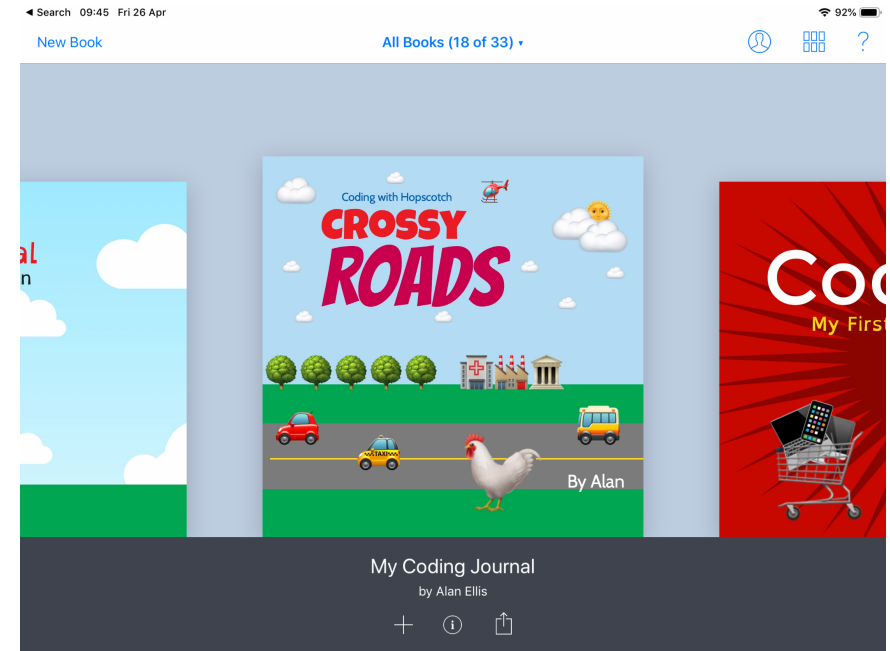 ◀ Search 09:45 Fri 26 Apr 92%
New Book All Books (18 of 33) ▾ ?
Coding with Hopscotch
CROSSY
ROADS
TAXI
By Alan
n
My First
My Coding Journal
by Alan Ellis